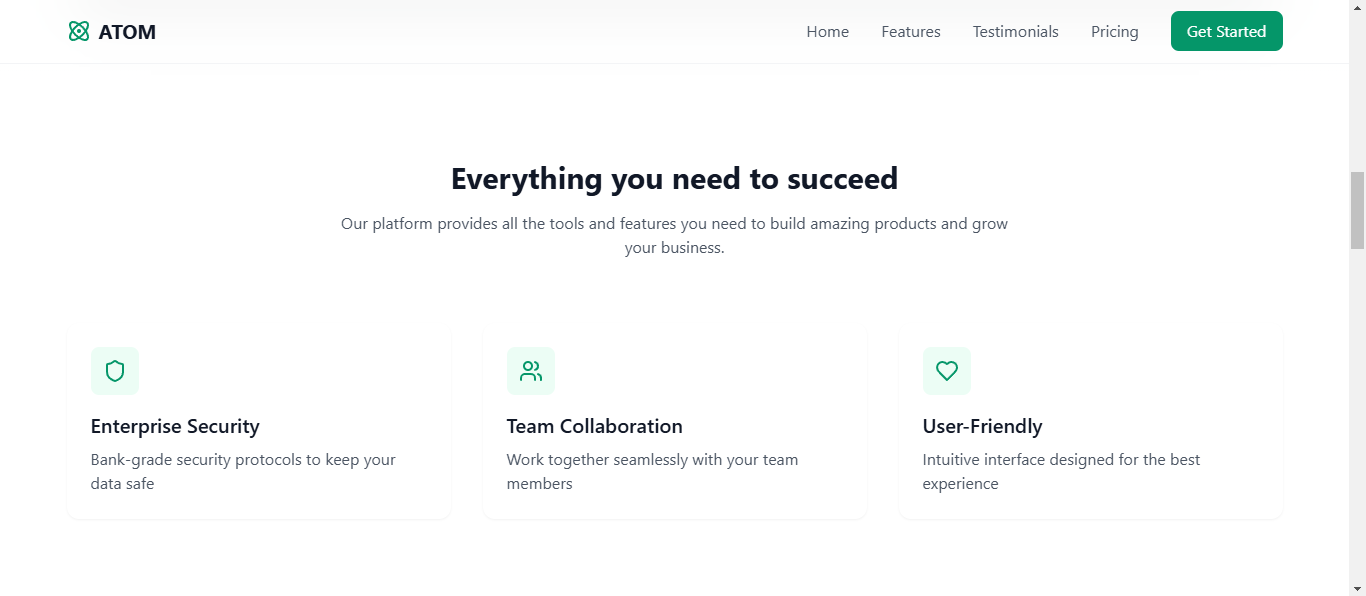 ATOM
Home
Features
Testimonials
Pricing
Get Started
Everything you need to succeed
Our platform provides all the tools and features you need to build amazing products and grow
your business.
Enterprise Security
Bank-grade security protocols to keep your
data safe
Team Collaboration
Work together seamlessly with your team
members
User-Friendly
Intuitive interface designed for the best
experience